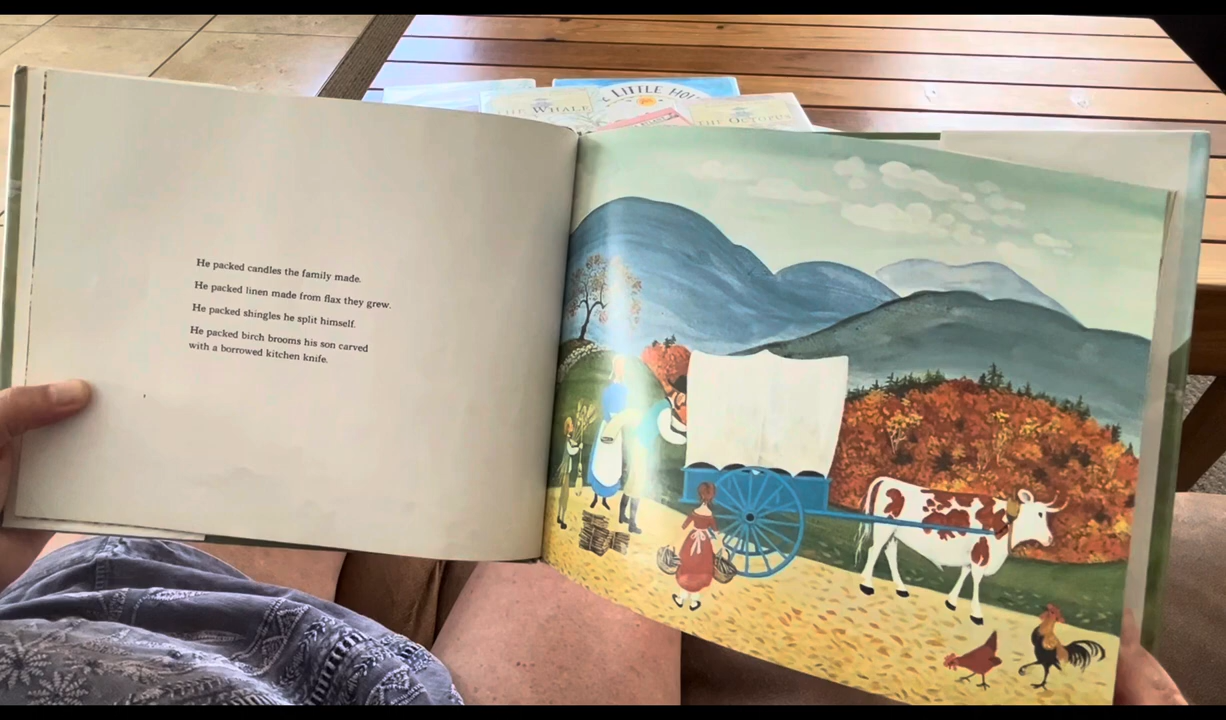 THE WHALE
LITTLE HO
THE OCTOPUS
He packed candles the family made.
He packed linen made from flax they grew.
He packed shingles he split himself.
He packed birch brooms his son carved
with a borrowed kitchen knife.